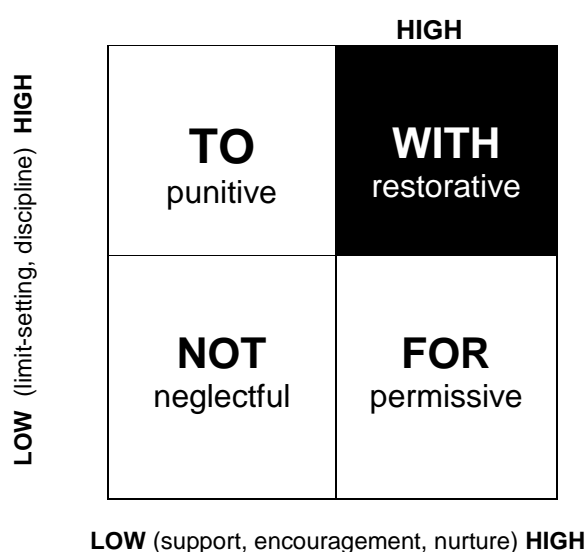 HIGH
LOW (limit-setting, discipline) HIGH
TO
punitive
WITH
restorative
NOT
neglectful
FOR
permissive
LOW (support, encouragement, nurture) HIGH